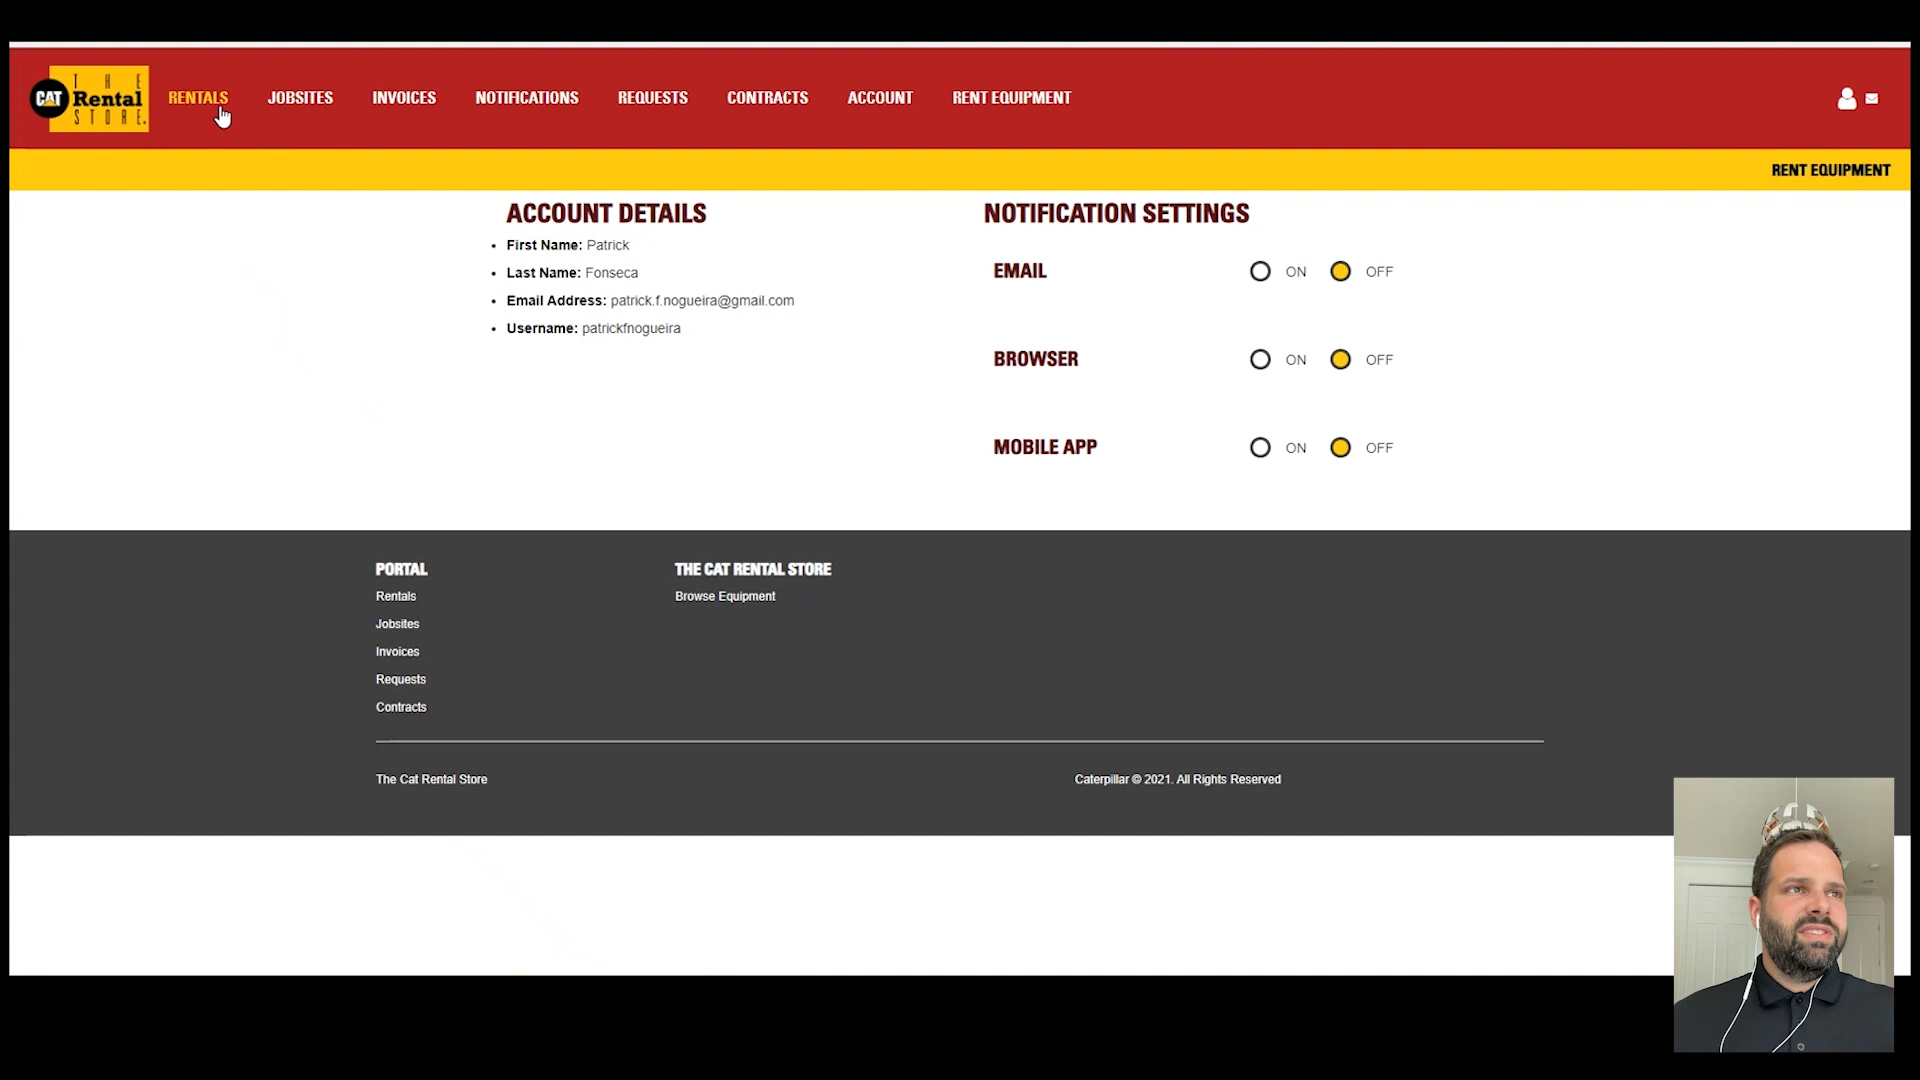 THE
CAT Rental
STORE.
RENTALS
JOBSITES
INVOICES
NOTIFICATIONS
REQUESTS
CONTRACTS
ACCOUNT
RENT EQUIPMENT
RENT EQUIPMENT
ACCOUNT DETAILS
First Name: Patrick
Last Name: Fonseca
Email Address: patrick.f.nogueira@gmail.com
Username: patrickfnogueira
NOTIFICATION SETTINGS
EMAIL ON OFF
BROWSER ON OFF
MOBILE APP ON OFF
PORTAL
Rentals
Jobsites
Invoices
Requests
Contracts
THE CAT RENTAL STORE
Browse Equipment
The Cat Rental Store
Caterpillar © 2021. All Rights Reserved